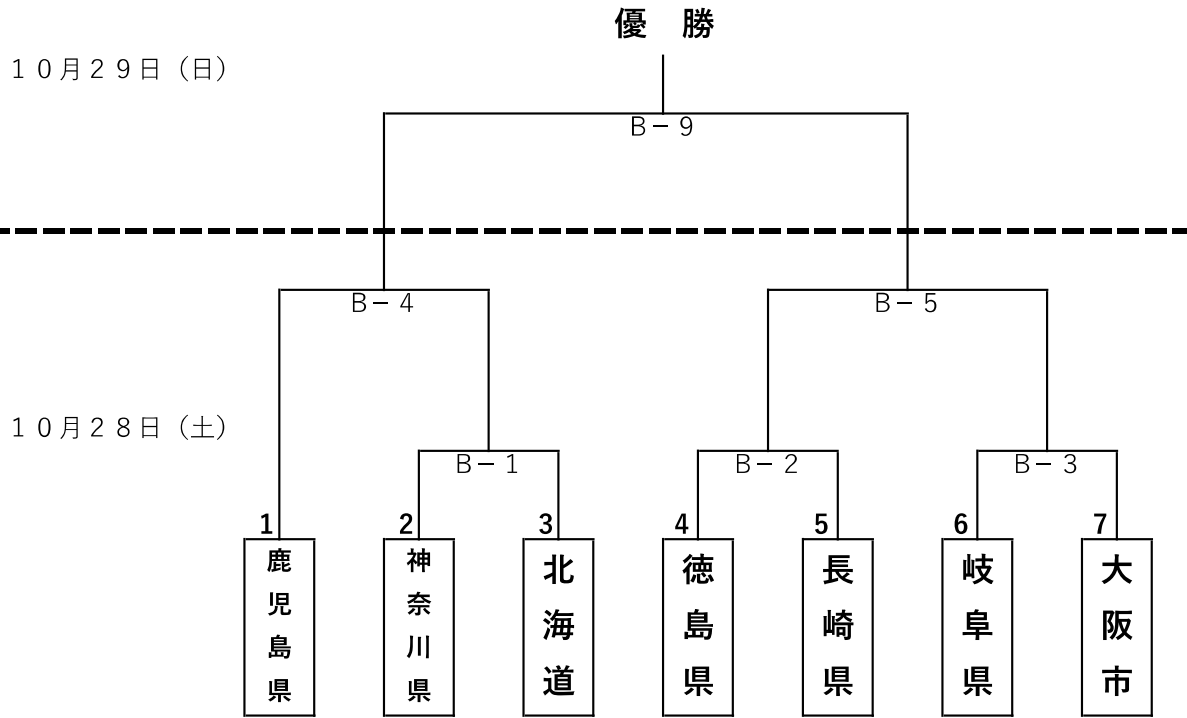 優　勝
１０月２９日（日）
Ｂ－９
Ｂ－４
Ｂ－５
１０月２８日（土）
Ｂ－１
Ｂ－２
Ｂ－３
1
2
3
4
5
6
7
鹿児島県
神奈川県
北海道
徳島県
長崎県
岐阜県
大阪市